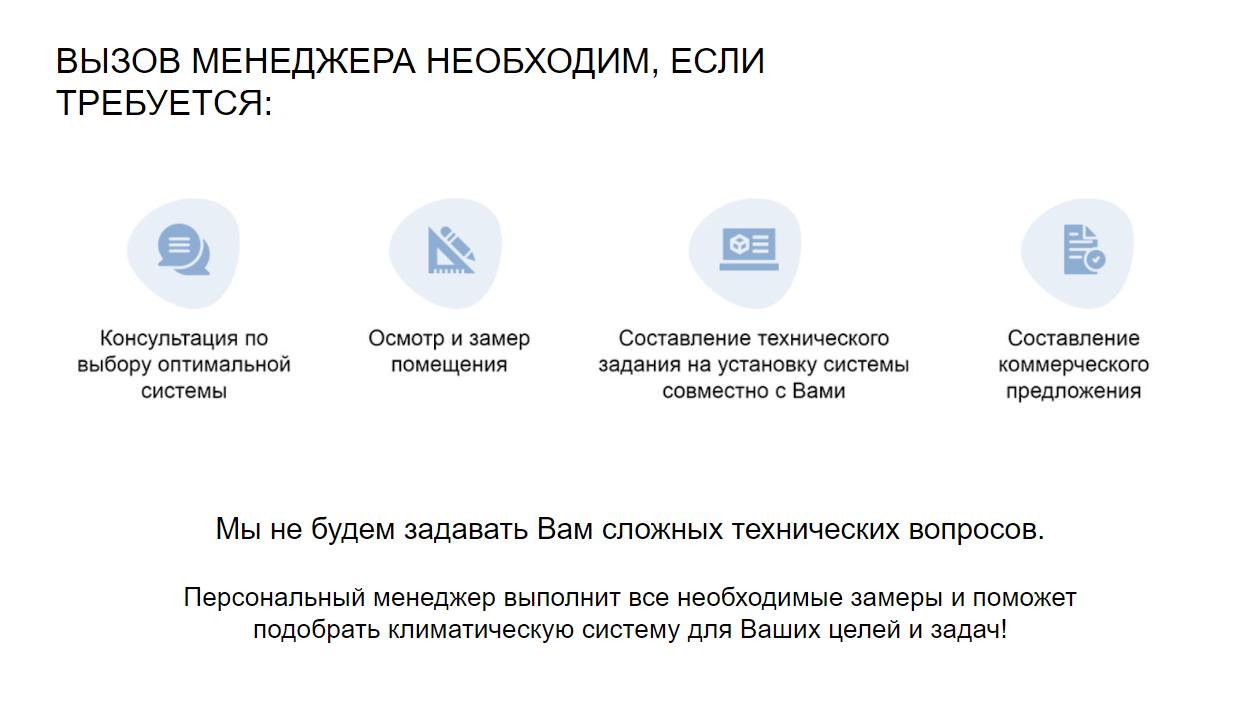 ВЫЗОВ МЕНЕДЖЕРА НЕОБХОДИМ, ЕСЛИ
ТРЕБУЕТСЯ:
Консультация по
выбору оптимальной
системы
Осмотр и замер
помещения
Составление технического
задания на установку системы
совместно с Вами
Составление
коммерческого
предложения
Мы не будем задавать Вам сложных технических вопросов.
Персональный менеджер выполнит все необходимые замеры и поможет
подобрать климатическую систему для Ваших целей и задач!